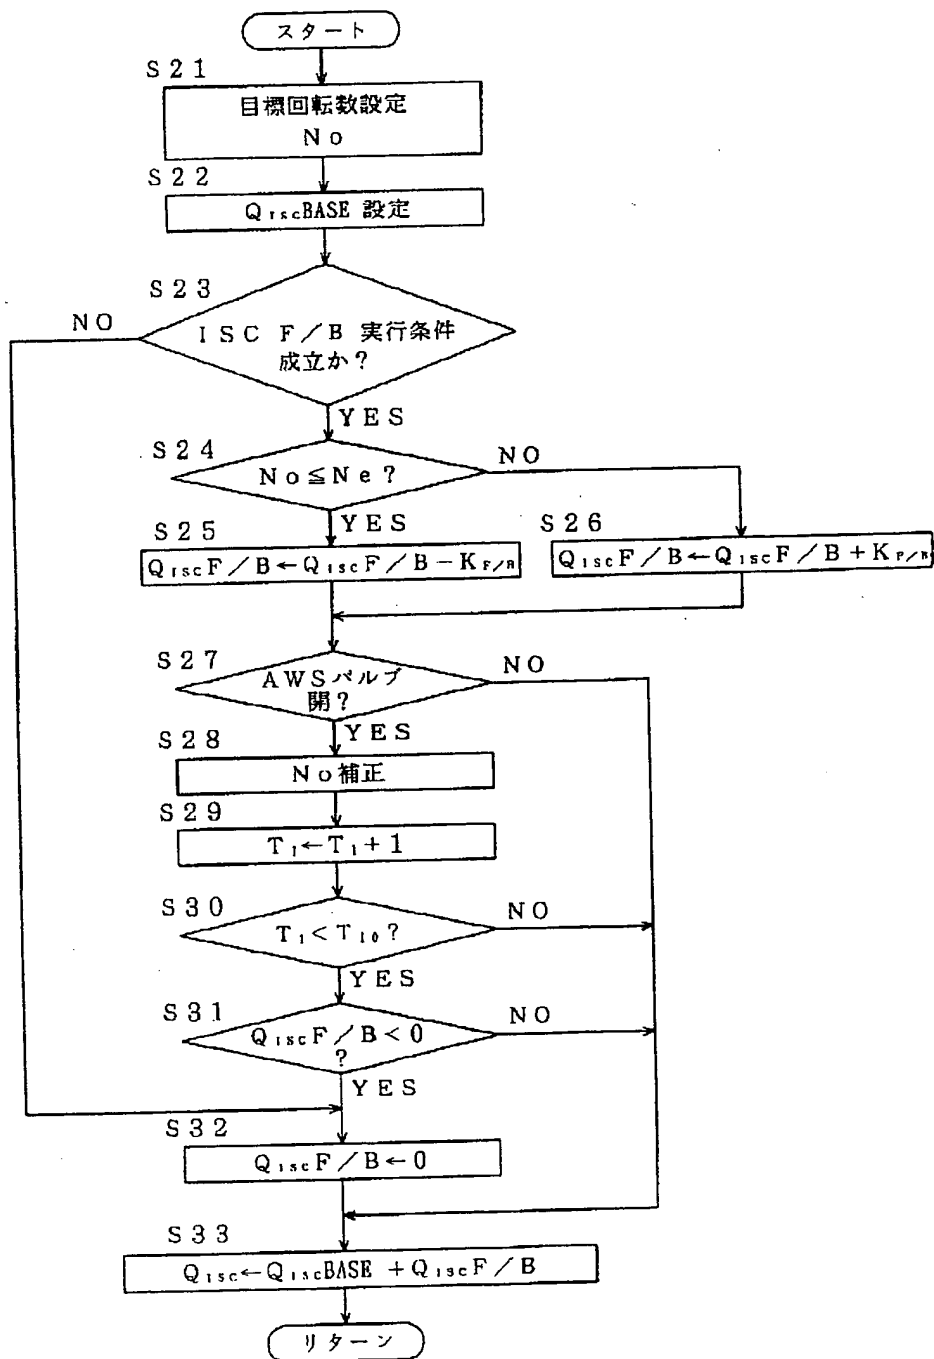 スタート
S21
目標回転数設定
No
S22
QiscBASE 設定
S23
NO
ISC F/B 実行条件
成立か?
YES
S24
NO
No≦Ne?
YES
S25
S26
QiscF/B←QiscF/B-KF/B
QiscF/B←QiscF/B+KF/B
S27
NO
AWSバルブ
開?
YES
S28
No補正
S29
T1←T1+1
S30
NO
T1<T10?
YES
S31
NO
QiscF/B<0
?
YES
S32
QiscF/B←0
S33
Qisc←QiscBASE+QiscF/B
リターン